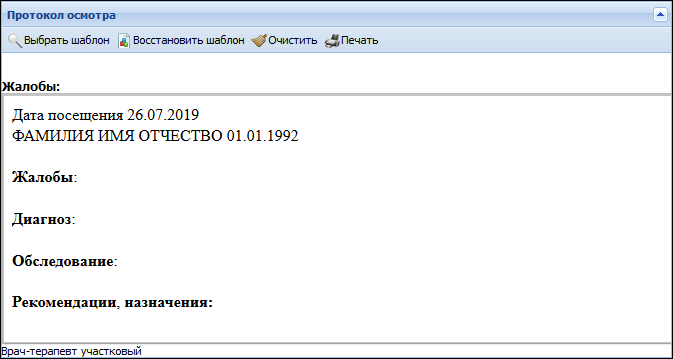 Протокол осмотра
Выбрать шаблон Восстановить шаблон Очистить Печать
Жалобы:
Дата посещения 26.07.2019
ФАМИЛИЯ ИМЯ ОТЧЕСТВО 01.01.1992
Жалобы:
Диагноз:
Обследование:
Рекомендации, назначения:
Врач-терапевт участковый